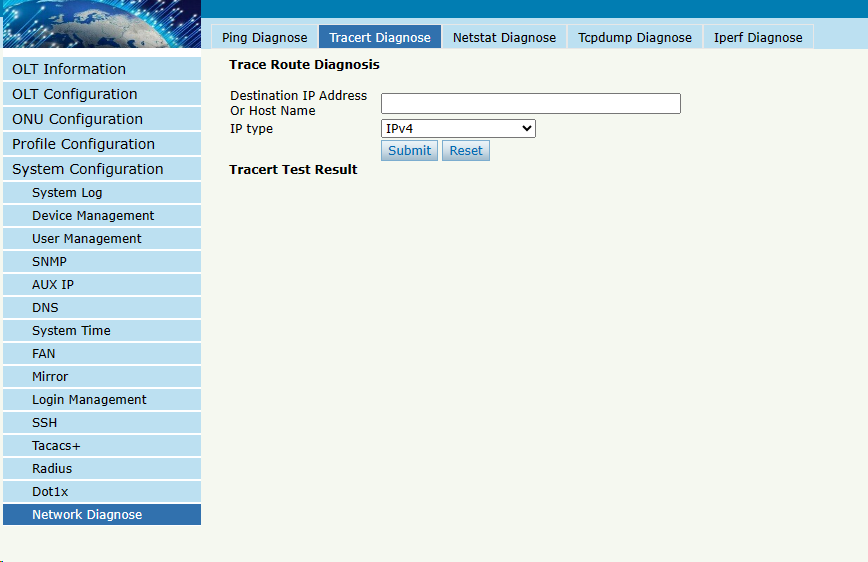 Ping Diagnose
Tracert Diagnose
Netstat Diagnose
Tcpdump Diagnose
Iperf Diagnose
OLT Information
OLT Configuration
ONU Configuration
Profile Configuration
System Configuration
System Log
Device Management
User Management
SNMP
AUX IP
DNS
System Time
FAN
Mirror
Login Management
SSH
Tacacs+
Radius
Dot1x
Network Diagnose
Trace Route Diagnosis
Destination IP Address
Or Host Name
IP type
IPv4
Submit
Reset
Tracert Test Result